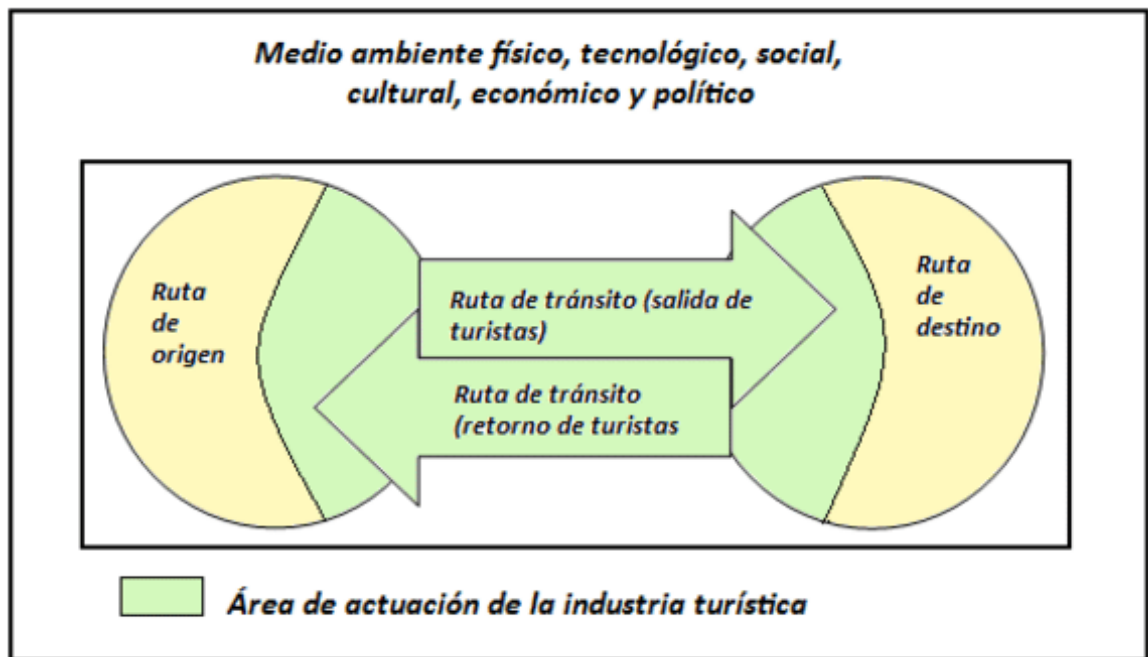 Medio ambiente físico, tecnológico, social,
cultural, económico y político
Ruta
de
origen
Ruta de tránsito (salida de
turistas)
Ruta de tránsito
(retorno de turistas
Ruta
de
destino
Área de actuación de la industria turística